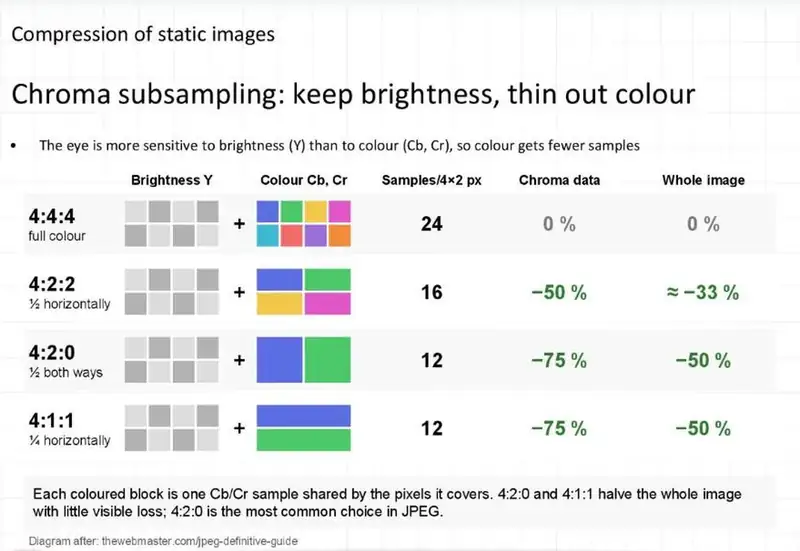 Compression of static images
Chroma subsampling: keep brightness, thin out colour
• The eye is more sensitive to brightness (Y) than to colour (Cb, Cr), so colour gets fewer samples
Brightness Y Colour Cb, Cr Samples/4×2 px Chroma data Whole image
4:4:4
full colour
+ 24 0 % 0 %
4:2:2
½ horizontally
+ 16 −50 % ≈ −33 %
4:2:0
½ both ways
+ 12 −75 % −50 %
4:1:1
¼ horizontally
+ 12 −75 % −50 %
Each coloured block is one Cb/Cr sample shared by the pixels it covers. 4:2:0 and 4:1:1 halve the whole image
with little visible loss; 4:2:0 is the most common choice in JPEG.
Diagram after: thewebmaster.com/jpeg-definitive-guide